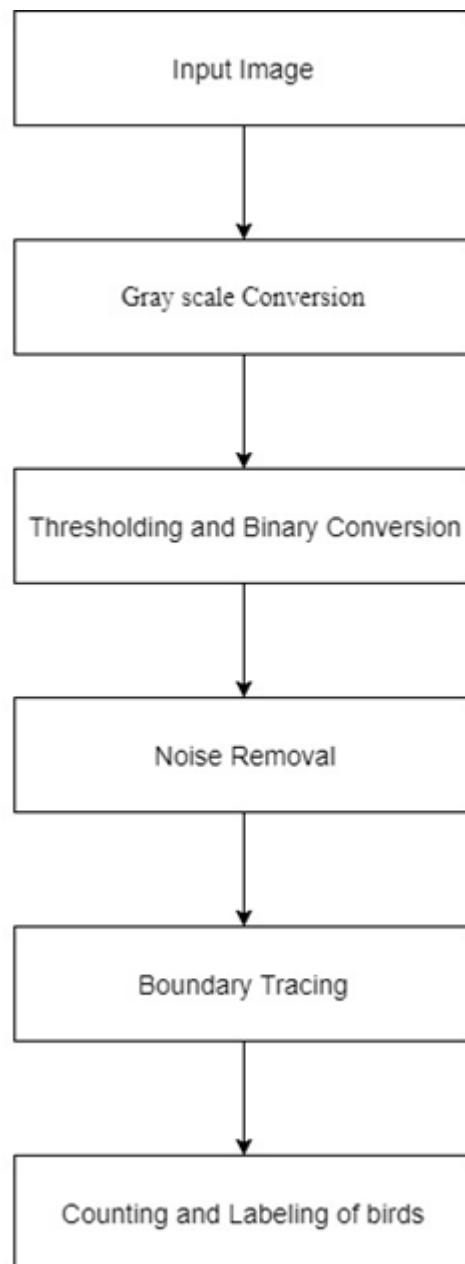 Input Image
Gray scale Conversion
Thresholding and Binary Conversion
Noise Removal
Boundary Tracing
Counting and Labeling of birds